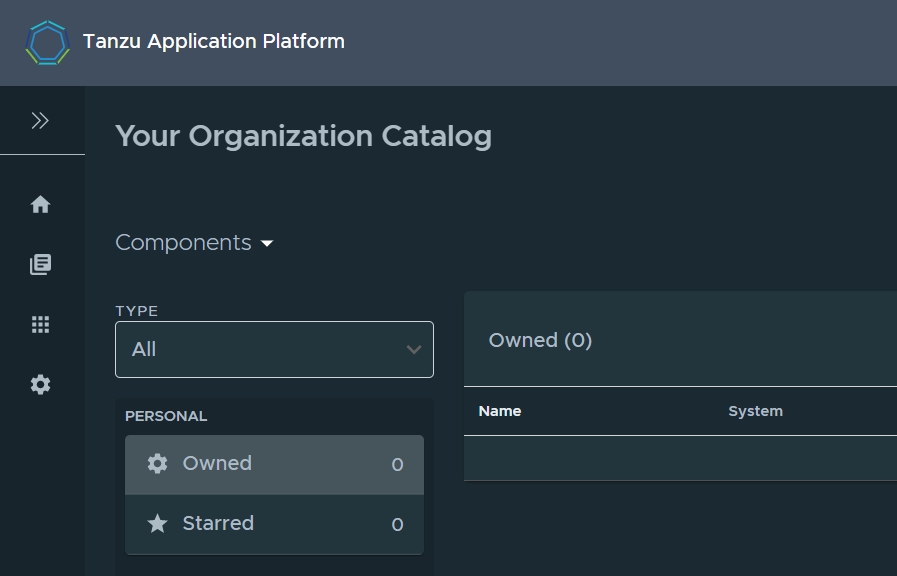 Tanzu Application Platform
Your Organization Catalog
Components
TYPE
All
PERSONAL
Owned 0
Starred 0
Owned (0)
Name System